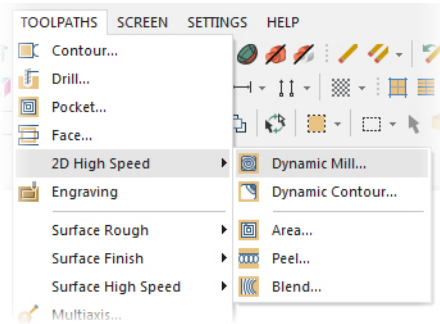 TOOLPATHS SCREEN SETTINGS HELP
Contour...
Drill...
Pocket...
Face...
2D High Speed
Dynamic Mill...
Engraving
Dynamic Contour...
Surface Rough
Area...
Surface Finish
Peel...
Surface High Speed
Blend...
Multiaxis...